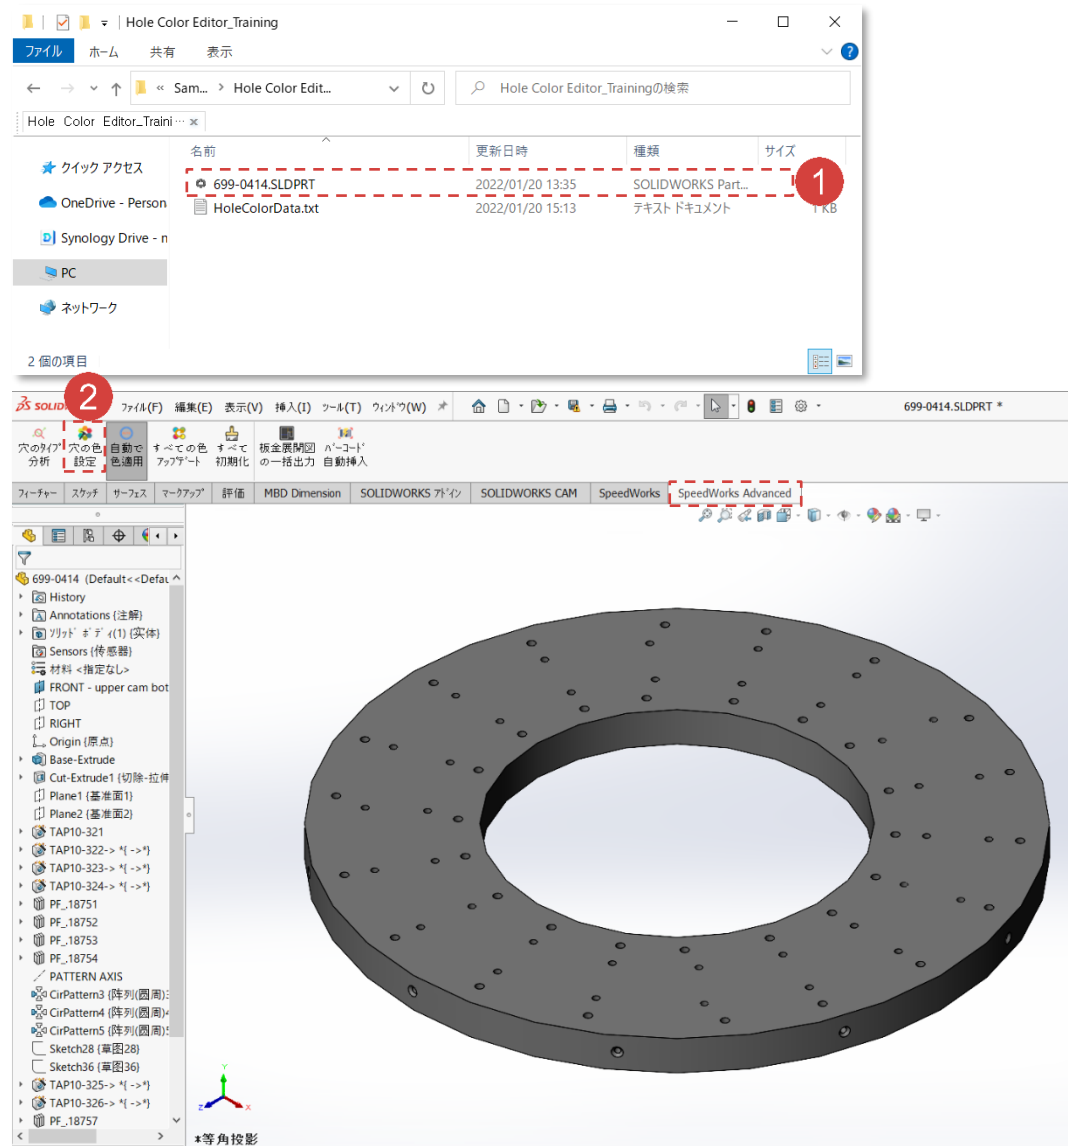 Hole Color Editor_Training
ファイル ホーム 共有 表示
« Sam... > Hole Color Edit... Hole Color Editor_Trainingの検索
Hole Color Editor_Traini… ×
名前 更新日時 種類 サイズ
クイック アクセス
OneDrive - Person
Synology Drive - n
PC
ネットワーク
699-0414.SLDPRT 2022/01/20 13:35 SOLIDWORKS Part...
1
HoleColorData.txt 2022/01/20 15:13 テキスト ドキュメント 1 KB
2 個の項目
2
ファイル(F) 編集(E) 表示(V) 挿入(I) ツール(T) ウィンドウ(W) 699-0414.SLDPRT *
穴のタイプ 穴の色 自動で すべての色 すべて 板金展開図 バーコード
分析 設定 色適用 アップデート 初期化 の一括出力 自動挿入
フィーチャー スケッチ サーフェス マークアップ 評価 MBD Dimension SOLIDWORKS アドイン SOLIDWORKS CAM SpeedWorks SpeedWorks Advanced
699-0414 (Default<<Defau
History
Annotations {注解}
ソリッド ボディ(1) {实体}
Sensors {传感器}
材料 <指定なし>
FRONT - upper cam bot
TOP
RIGHT
Origin {原点}
Base-Extrude
Cut-Extrude1 {切除-拉伸
Plane1 {基准面1}
Plane2 {基准面2}
TAP10-321
TAP10-322-> *{ ->*}
TAP10-323-> *{ ->*}
TAP10-324-> *{ ->*}
PF_.18751
PF_.18752
PF_.18753
PF_.18754
PATTERN AXIS
CirPattern3 {阵列(圆周)3
CirPattern4 {阵列(圆周)4
CirPattern5 {阵列(圆周)5
Sketch28 {草图28}
Sketch36 {草图36}
TAP10-325-> *{ ->*}
TAP10-326-> *{ ->*}
PF_.18757
Y
Z X
*等角投影